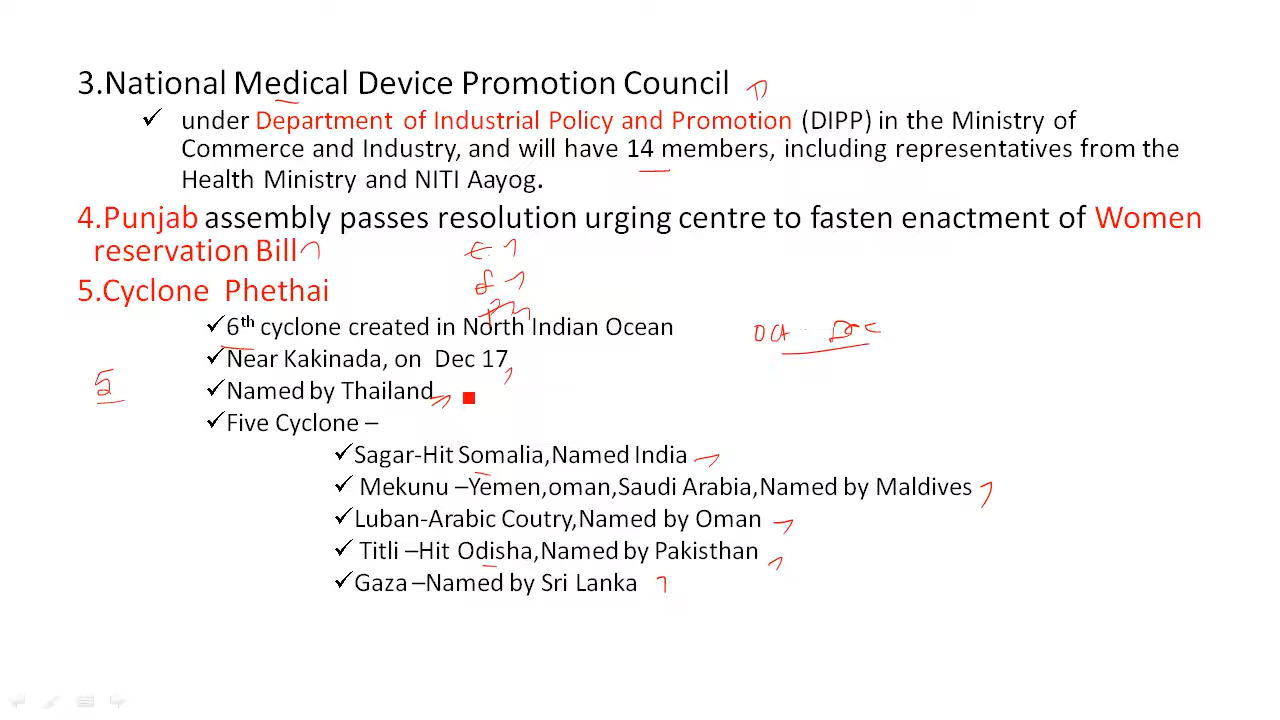 3.National Medical Device Promotion Council
✓ under Department of Industrial Policy and Promotion (DIPP) in the Ministry of
Commerce and Industry, and will have 14 members, including representatives from the
Health Ministry and NITI Aayog.
4.Punjab assembly passes resolution urging centre to fasten enactment of Women
reservation Bill
5.Cyclone Phethai
✓6th cyclone created in North Indian Ocean
Oct Dec
✓Near Kakinada, on Dec 17
5
✓Named by Thailand
✓Five Cyclone –
✓Sagar-Hit Somalia,Named India
✓ Mekunu –Yemen,oman,Saudi Arabia,Named by Maldives
✓Luban-Arabic Coutry,Named by Oman
✓ Titli –Hit Odisha,Named by Pakisthan
✓Gaza –Named by Sri Lanka